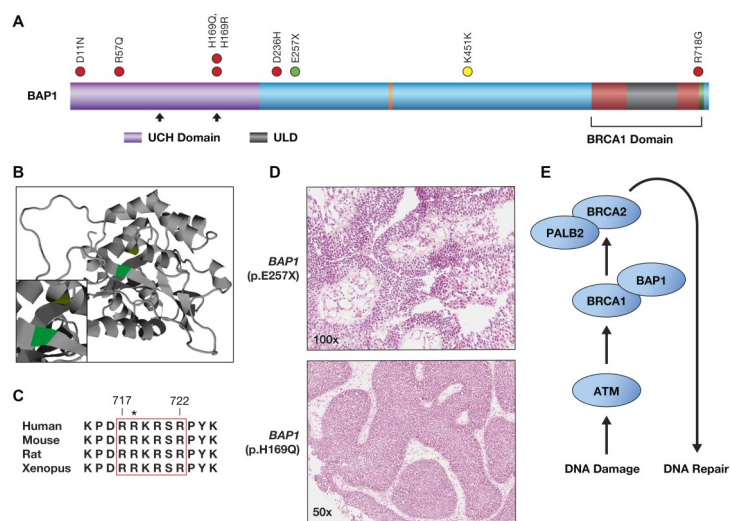 A
D11N
R57Q
H169Q,
H169R
D236H
E257X
K451K
R718G
BAP1
UCH Domain
ULD
BRCA1 Domain
B
C
717
722
*
Human K P D R R K R S R P Y K
Mouse K P D R R K R S R P Y K
Rat K P D R R K R S R P Y K
Xenopus K P D R R K R S R P Y K
D
BAP1
(p.E257X)
100x
BAP1
(p.H169Q)
50x
E
BRCA2
PALB2
BAP1
BRCA1
ATM
DNA Damage
DNA Repair